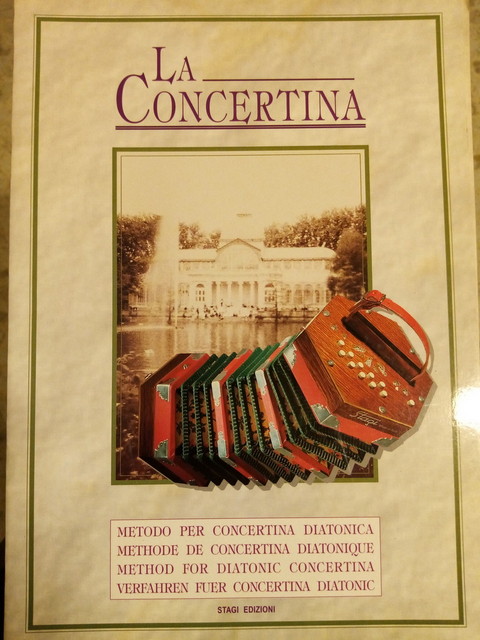 LA
CONCERTINA
Stagi
METODO PER CONCERTINA DIATONICA
METHODE DE CONCERTINA DIATONIQUE
METHOD FOR DIATONIC CONCERTINA
VERFAHREN FUER CONCERTINA DIATONIC
STAGI EDIZIONI